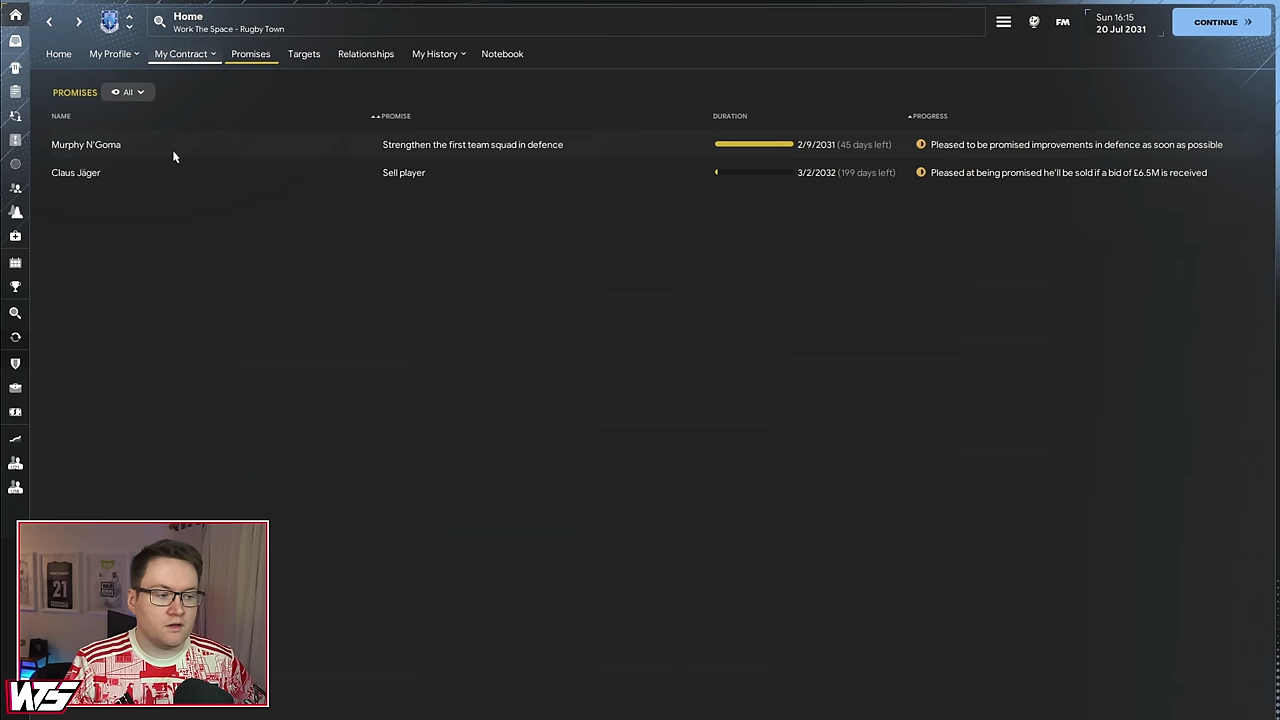 Home
Work The Space - Rugby Town
FM
Sun 16:15
20 Jul 2031
CONTINUE
Home
My Profile
My Contract
Promises
Targets
Relationships
My History
Notebook
PROMISES
All
NAME
PROMISE
DURATION
PROGRESS
Murphy N'Goma
Strengthen the first team squad in defence
2/9/2031 (45 days left)
Pleased to be promised improvements in defence as soon as possible
Claus Jäger
Sell player
3/2/2032 (199 days left)
Pleased at being promised he'll be sold if a bid of £6.5M is received
21
WTS